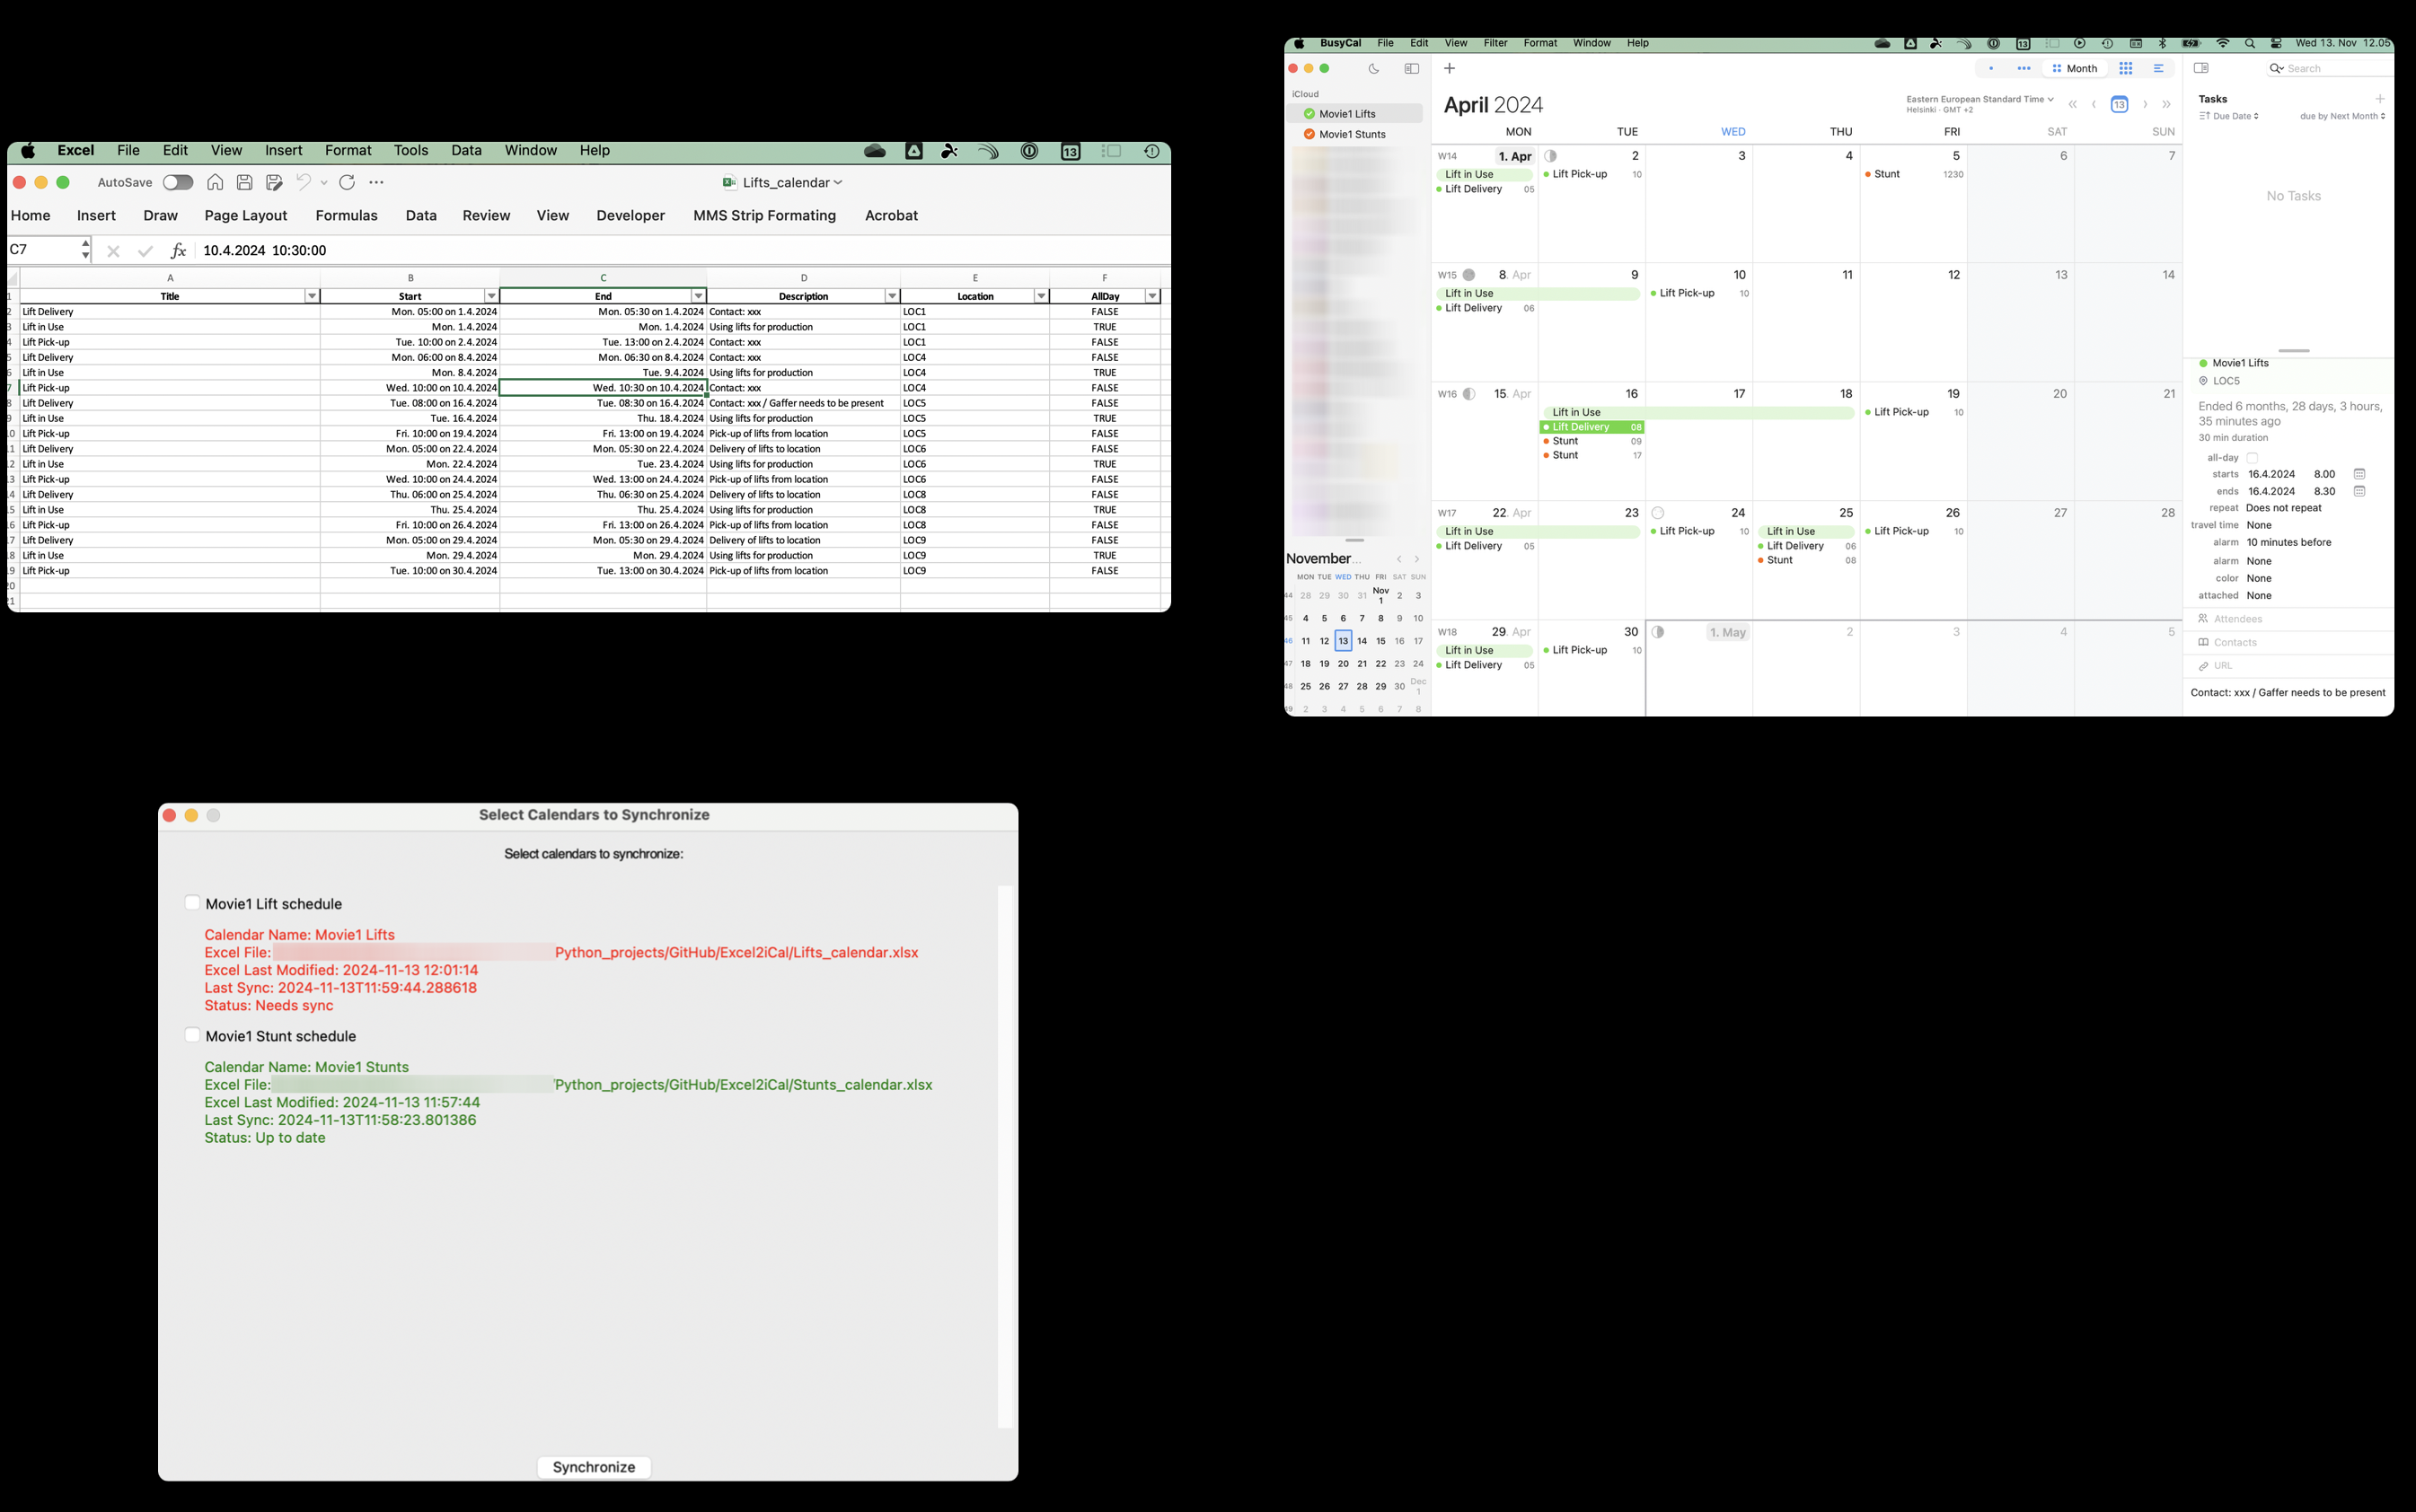 Excel File Edit View Insert Format Tools Data Window Help 13
AutoSave Lifts_calendar
Home Insert Draw Page Layout Formulas Data Review View Developer MMS Strip Formating Acrobat
C7 fx 10.4.2024 10:30:00
A B C D E F
1 Title Start End Description Location AllDay
2 Lift Delivery Mon. 05:00 on 1.4.2024 Mon. 05:30 on 1.4.2024 Contact: xxx LOC1 FALSE
3 Lift in Use Mon. 1.4.2024 Mon. 1.4.2024 Using lifts for production LOC1 TRUE
4 Lift Pick-up Tue. 10:00 on 2.4.2024 Tue. 13:00 on 2.4.2024 Contact: xxx LOC1 FALSE
5 Lift Delivery Mon. 06:00 on 8.4.2024 Mon. 06:30 on 8.4.2024 Contact: xxx LOC4 FALSE
6 Lift in Use Mon. 8.4.2024 Tue. 9.4.2024 Using lifts for production LOC4 TRUE
7 Lift Pick-up Wed. 10:00 on 10.4.2024 Wed. 10:30 on 10.4.2024 Contact: xxx LOC4 FALSE
8 Lift Delivery Tue. 08:00 on 16.4.2024 Tue. 08:30 on 16.4.2024 Contact: xxx / Gaffer needs to be present LOC5 FALSE
9 Lift in Use Tue. 16.4.2024 Thu. 18.4.2024 Using lifts for production LOC5 TRUE
10 Lift Pick-up Fri. 10:00 on 19.4.2024 Fri. 13:00 on 19.4.2024 Pick-up of lifts from location LOC5 FALSE
11 Lift Delivery Mon. 05:00 on 22.4.2024 Mon. 05:30 on 22.4.2024 Delivery of lifts to location LOC6 FALSE
12 Lift in Use Mon. 22.4.2024 Tue. 23.4.2024 Using lifts for production LOC6 TRUE
13 Lift Pick-up Wed. 10:00 on 24.4.2024 Wed. 13:00 on 24.4.2024 Pick-up of lifts from location LOC6 FALSE
14 Lift Delivery Thu. 06:00 on 25.4.2024 Thu. 06:30 on 25.4.2024 Delivery of lifts to location LOC8 FALSE
15 Lift in Use Thu. 25.4.2024 Thu. 25.4.2024 Using lifts for production LOC8 TRUE
16 Lift Pick-up Fri. 10:00 on 26.4.2024 Fri. 13:00 on 26.4.2024 Pick-up of lifts from location LOC8 FALSE
17 Lift Delivery Mon. 05:00 on 29.4.2024 Mon. 05:30 on 29.4.2024 Delivery of lifts to location LOC9 FALSE
18 Lift in Use Mon. 29.4.2024 Mon. 29.4.2024 Using lifts for production LOC9 TRUE
19 Lift Pick-up Tue. 10:00 on 30.4.2024 Tue. 13:00 on 30.4.2024 Pick-up of lifts from location LOC9 FALSE
20
21
BusyCal File Edit View Filter Format Window Help 13 Wed 13. Nov 12.05
iCloud
Movie1 Lifts
Movie1 Stunts
November...
MON TUE WED THU FRI SAT SUN
44 28 29 30 31 Nov 1 2 3
45 4 5 6 7 8 9 10
46 11 12 13 14 15 16 17
47 18 19 20 21 22 23 24
48 25 26 27 28 29 30 Dec 1
49 2 3 4 5 6 7 8
Month
April 2024
Eastern European Standard Time
Helsinki · GMT +2
13
MON TUE WED THU FRI SAT SUN
W14 1. Apr 2 3 4 5 6 7
Lift in Use Lift Pick-up 10 Stunt 1230
Lift Delivery 05
W15 8. Apr 9 10 11 12 13 14
Lift in Use Lift Pick-up 10
Lift Delivery 06
W16 15. Apr 16 17 18 19 20 21
Lift in Use Lift Pick-up 10
Lift Delivery 08
Stunt 09
Stunt 17
W17 22. Apr 23 24 25 26 27 28
Lift in Use Lift Pick-up 10 Lift in Use Lift Pick-up 10
Lift Delivery 05 Lift Delivery 06
Stunt 08
W18 29. Apr 30 1. May 2 3 4 5
Lift in Use Lift Pick-up 10
Lift Delivery 05
Search
Tasks
Due Date due by Next Month
No Tasks
Movie1 Lifts
LOC5
Ended 6 months, 28 days, 3 hours,
35 minutes ago
30 min duration
all-day
starts 16.4.2024 8.00
ends 16.4.2024 8.30
repeat Does not repeat
travel time None
alarm 10 minutes before
alarm None
color None
attached None
Attendees
Contacts
URL
Contact: xxx / Gaffer needs to be present
Select Calendars to Synchronize
Select calendars to synchronize:
Movie1 Lift schedule
Calendar Name: Movie1 Lifts
Excel File: Python_projects/GitHub/Excel2iCal/Lifts_calendar.xlsx
Excel Last Modified: 2024-11-13 12:01:14
Last Sync: 2024-11-13T11:59:44.288618
Status: Needs sync
Movie1 Stunt schedule
Calendar Name: Movie1 Stunts
Excel File: /Python_projects/GitHub/Excel2iCal/Stunts_calendar.xlsx
Excel Last Modified: 2024-11-13 11:57:44
Last Sync: 2024-11-13T11:58:23.801386
Status: Up to date
Synchronize